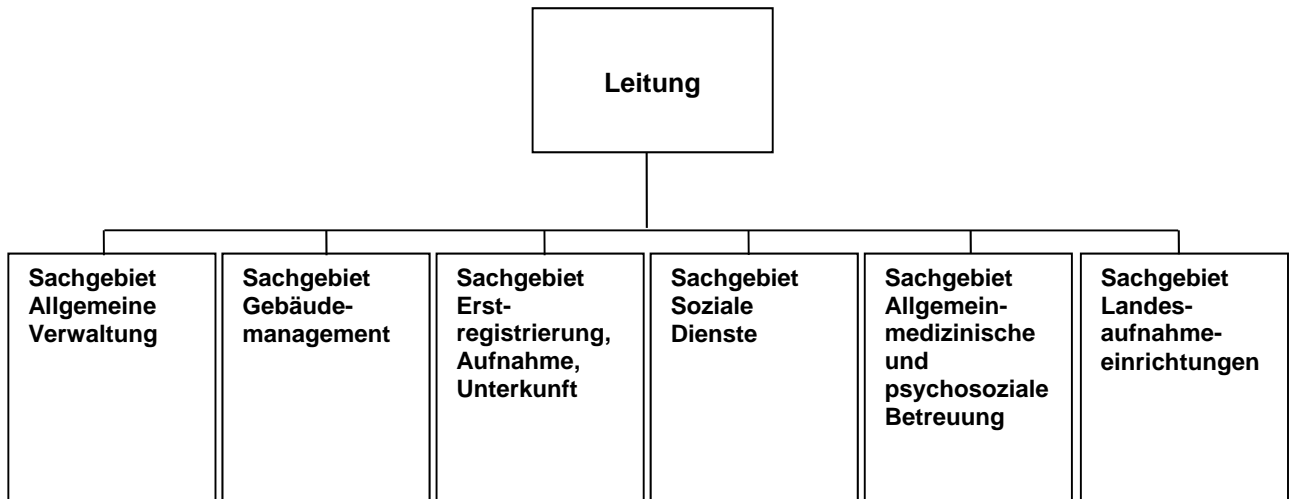 Leitung
Sachgebiet
Allgemeine
Verwaltung
Sachgebiet
Gebäude-
management
Sachgebiet
Erst-
registrierung,
Aufnahme,
Unterkunft
Sachgebiet
Soziale
Dienste
Sachgebiet
Allgemein-
medizinische
und
psychosoziale
Betreuung
Sachgebiet
Landes-
aufnahme-
einrichtungen